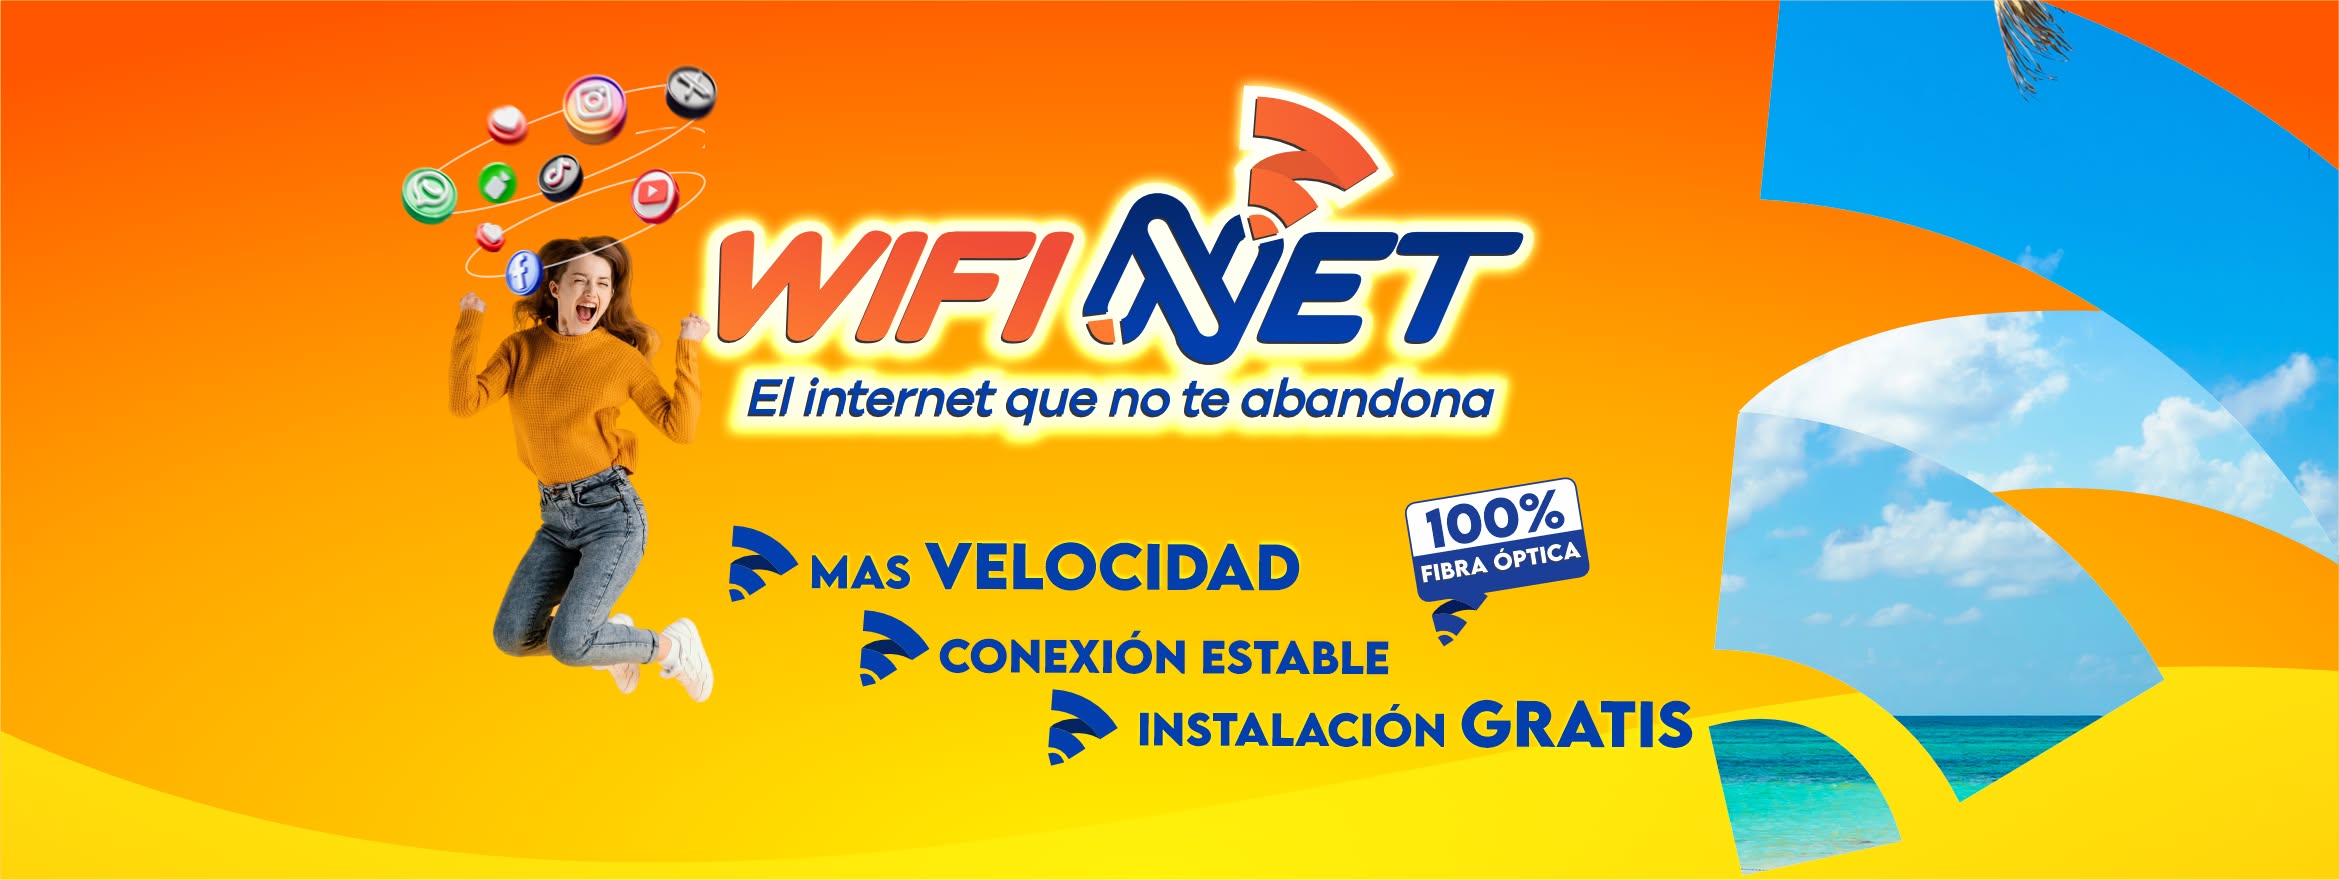 WIFI NET
El internet que no te abandona
100%
FIBRA ÓPTICA
MAS VELOCIDAD
CONEXIÓN ESTABLE
INSTALACIÓN GRATIS